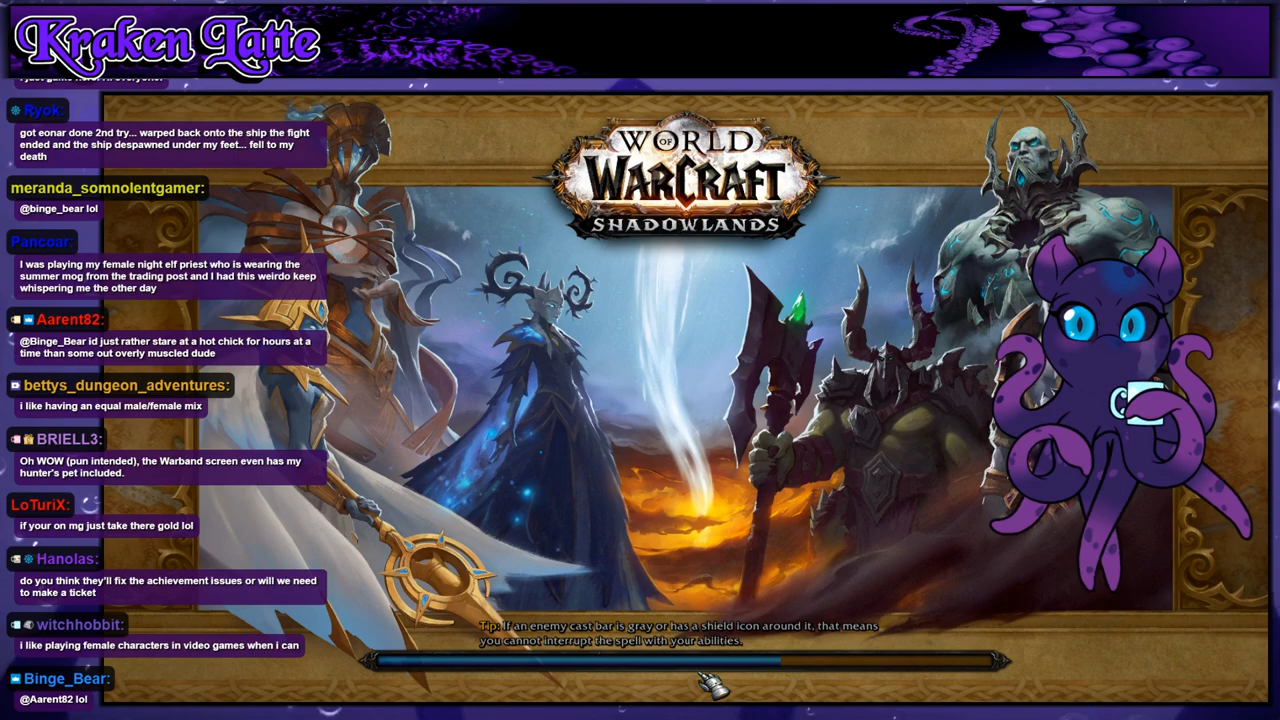 Kraken Latte
Ryok:
got eonar done 2nd try... warped back onto the ship the fight
ended and the ship despawned under my feet... fell to my
death
meranda_somnolentgamer:
@binge_bear lol
Pancoar:
I was playing my female night elf priest who is wearing the
summer mog from the trading post and I had this weirdo keep
whispering me the other day
Aarent82:
@Binge_Bear id just rather stare at a hot chick for hours at a
time than some out overly muscled dude
bettys_dungeon_adventures:
i like having an equal male/female mix
BRIELL3:
Oh WOW (pun intended), the Warband screen even has my
hunter's pet included.
LoTuriX:
if your on mg just take there gold lol
Hanolas:
do you think they'll fix the achievement issues or will we need
to make a ticket
witchhobbit:
i like playing female characters in video games when i can
Binge_Bear:
@Aarent82 lol
WORLD
OF
WARCRAFT
SHADOWLANDS
Tip: If an enemy cast bar is gray or has a shield icon around it, that means
you cannot interrupt the spell with your abilities.